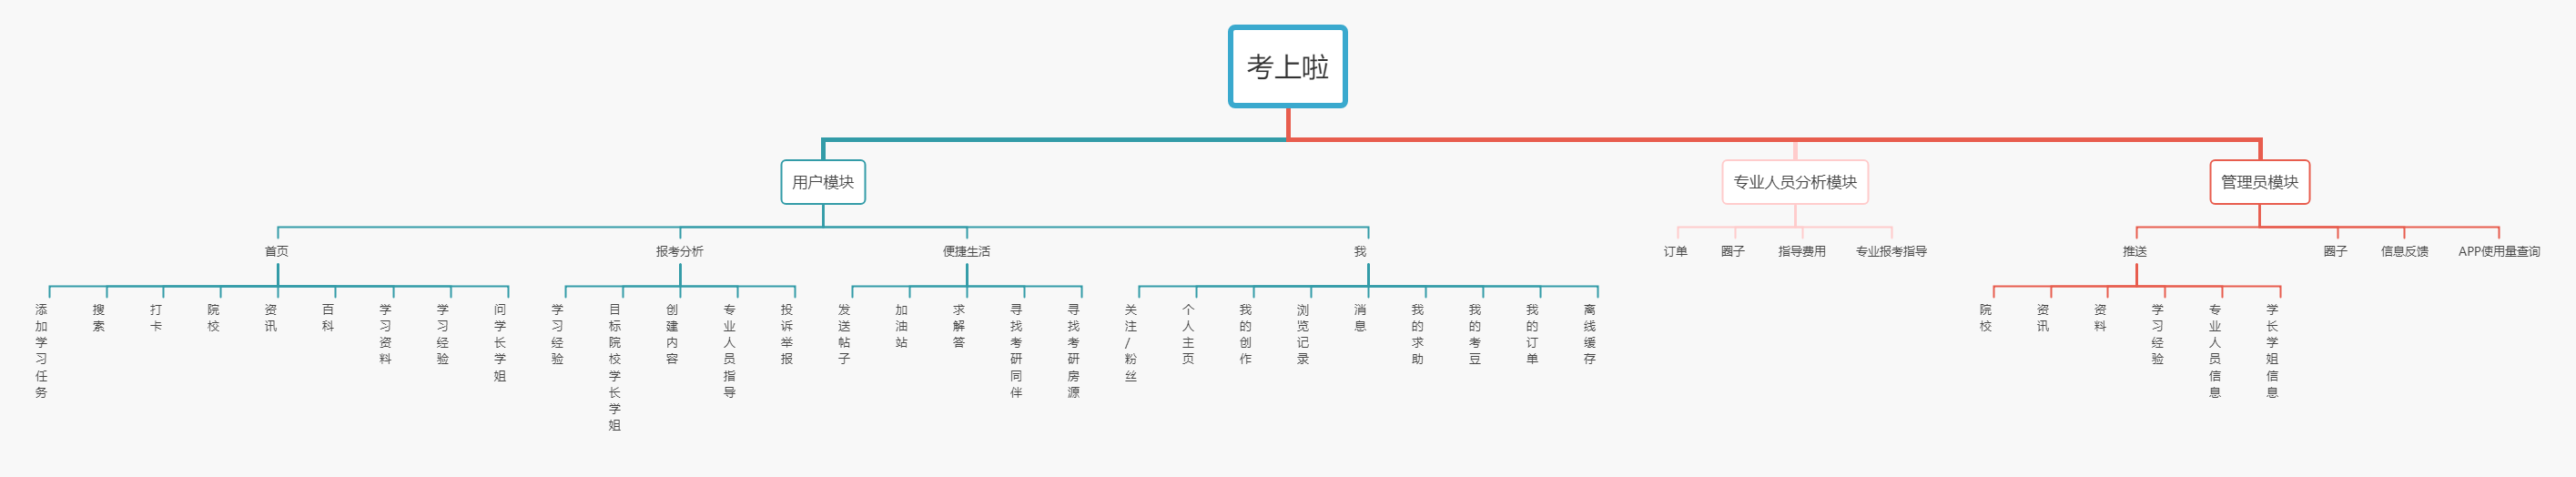 考上啦
用户模块
专业人员分析模块
管理员模块
首页
报考分析
便捷生活
我
订单
圈子
指导费用
专业报考指导
推送
圈子
信息反馈
APP使用量查询
添加学习任务
搜索
打卡
院校
资讯
百科
学习资料
学习经验
问学长学姐
学习经验
目标院校学长学姐
创建内容
专业人员指导
投诉举报
发送帖子
加油站
求解答
寻找考研同伴
寻找考研房源
关注/粉丝
个人主页
我的创作
浏览记录
消息
我的求助
我的考豆
我的订单
离线缓存
院校
资讯
资料
学习经验
专业人员信息
学长学姐信息